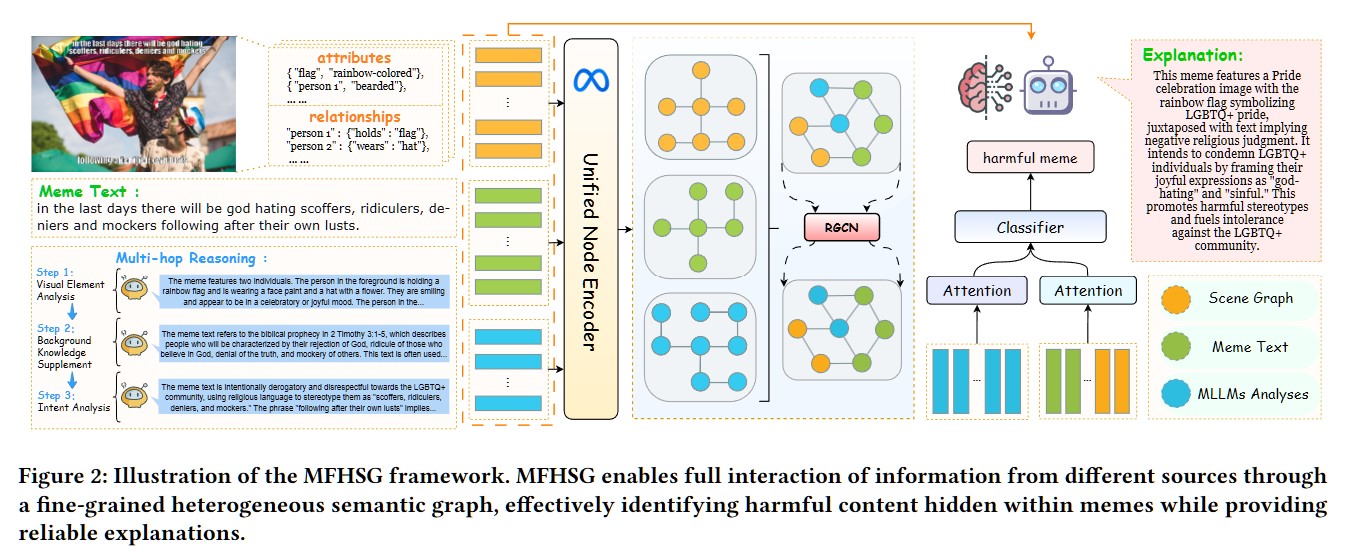 in the last days there will be god hating
scoffers, ridiculers, deniers and mockers
attributes
{ "flag", "rainbow-colored"},
{ "person 1", "bearded"},
... ...
relationships
"person 1" : {"holds" : "flag"},
"person 2" : {"wears" : "hat"},
... ...
Meme Text :
in the last days there will be god hating scoffers, ridiculers, de-
niers and mockers following after their own lusts.
Multi-hop Reasoning :
Step 1:
Visual Element
Analysis
The meme features two individuals. The person in the foreground is holding a
rainbow flag and is wearing a face paint and a hat with a flower. They are smiling
and appear to be in a celebratory or joyful mood. The person in the...
Step 2:
Background
Knowledge
Supplement
The meme text refers to the biblical prophecy in 2 Timothy 3:1-5, which describes
people who will be characterized by their rejection of God, ridicule of those who
believe in God, denial of the truth, and mockery of others. This text is often used...
Step 3:
Intent Analysis
The meme text is intentionally derogatory and disrespectful towards the LGBTQ+
community, using religious language to stereotype them as "scoffers, ridiculers,
deniers, and mockers." The phrase "following after their own lusts" implies...
Unified Node Encoder
RGCN
harmful meme
Classifier
Attention
Attention
...
...
Explanation:
This meme features a Pride
celebration image with the
rainbow flag symbolizing
LGBTQ+ pride,
juxtaposed with text implying
negative religious judgment. It
intends to condemn LGBTQ+
individuals by framing their
joyful expressions as "god-
hating" and "sinful." This
promotes harmful stereotypes
and fuels intolerance
against the LGBTQ+
community.
Scene Graph
Meme Text
MLLMs Analyses
Figure 2: Illustration of the MFHSG framework. MFHSG enables full interaction of information from different sources through
a fine-grained heterogeneous semantic graph, effectively identifying harmful content hidden within memes while providing
reliable explanations.